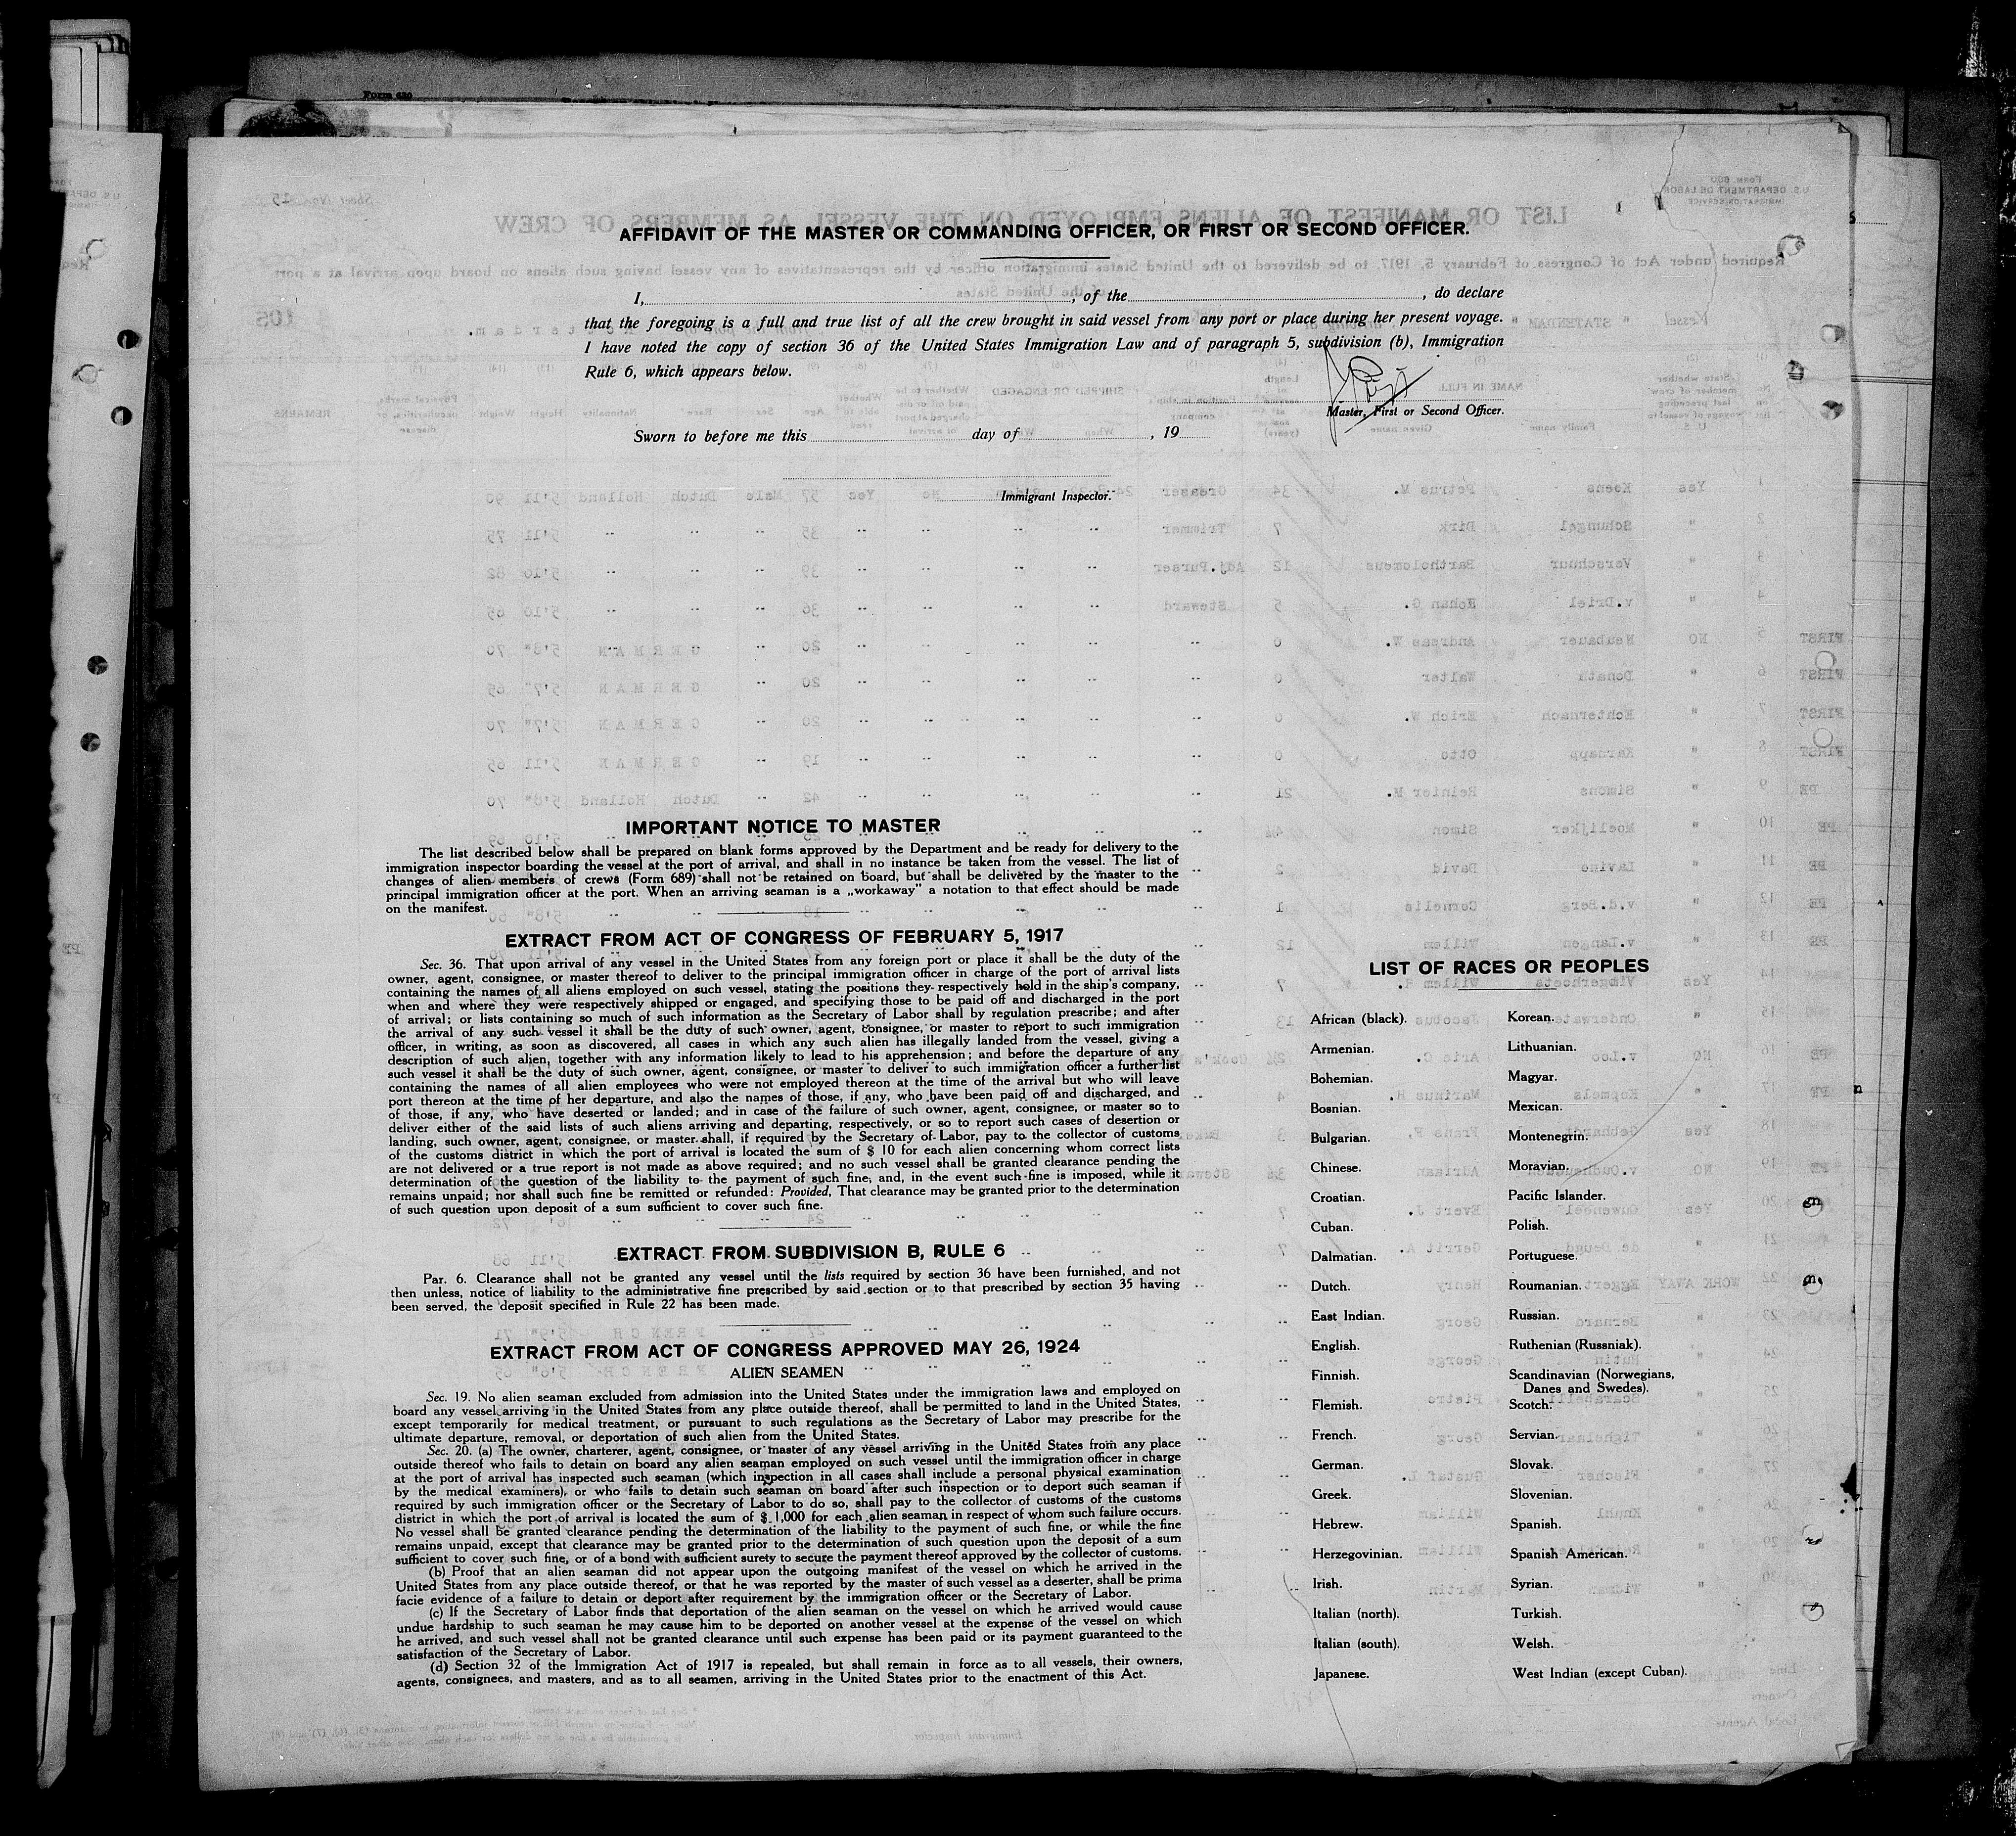 Form 680
AFFIDAVIT OF THE MASTER OR COMMANDING OFFICER, OR FIRST OR SECOND OFFICER.
I, , of the , do declare
that the foregoing is a full and true list of all the crew brought in said vessel from any port or place during her present voyage.
I have noted the copy of section 36 of the United States Immigration Law and of paragraph 5, subdivision (b), Immigration
Rule 6, which appears below.
Master, First or Second Officer.
Sworn to before me this day of , 19
Immigrant Inspector.
IMPORTANT NOTICE TO MASTER
The list described below shall be prepared on blank forms approved by the Department and be ready for delivery to the
immigration inspector boarding the vessel at the port of arrival, and shall in no instance be taken from the vessel. The list of
changes of alien members of crews (Form 689) shall not be retained on board, but shall be delivered by the master to the
principal immigration officer at the port. When an arriving seaman is a „workaway" a notation to that effect should be made
on the manifest.
EXTRACT FROM ACT OF CONGRESS OF FEBRUARY 5, 1917
Sec. 36. That upon arrival of any vessel in the United States from any foreign port or place it shall be the duty of the
owner, agent, consignee, or master thereof to deliver to the principal immigration officer in charge of the port of arrival lists
containing the names of all aliens employed on such vessel, stating the positions they respectively held in the ship's company,
when and where they were respectively shipped or engaged, and specifying those to be paid off and discharged in the port
of arrival; or lists containing so much of such information as the Secretary of Labor shall by regulation prescribe; and after
the arrival of any such vessel it shall be the duty of such owner, agent, consignee, or master to report to such immigration
officer, in writing, as soon as discovered, all cases in which any such alien has illegally landed from the vessel, giving a
description of such alien, together with any information likely to lead to his apprehension; and before the departure of any
such vessel it shall be the duty of such owner, agent, consignee, or master to deliver to such immigration officer a further list
containing the names of all alien employees who were not employed thereon at the time of the arrival but who will leave
port thereon at the time of her departure, and also the names of those, if any, who have been paid off and discharged, and
of those, if any, who have deserted or landed; and in case of the failure of such owner, agent, consignee, or master so to
deliver either of the said lists of such aliens arriving and departing, respectively, or so to report such cases of desertion or
landing, such owner, agent, consignee, or master shall, if required by the Secretary of Labor, pay to the collector of customs
of the customs district in which the port of arrival is located the sum of $ 10 for each alien concerning whom correct lists
are not delivered or a true report is not made as above required; and no such vessel shall be granted clearance pending the
determination of the question of the liability to the payment of such fine, and, in the event such fine is imposed, while it
remains unpaid; nor shall such fine be remitted or refunded: Provided, That clearance may be granted prior to the determination
of such question upon deposit of a sum sufficient to cover such fine.
EXTRACT FROM SUBDIVISION B, RULE 6
Par. 6. Clearance shall not be granted any vessel until the lists required by section 36 have been furnished, and not
then unless, notice of liability to the administrative fine prescribed by said section or to that prescribed by section 35 having
been served, the deposit specified in Rule 22 has been made.
EXTRACT FROM ACT OF CONGRESS APPROVED MAY 26, 1924
ALIEN SEAMEN
Sec. 19. No alien seaman excluded from admission into the United States under the immigration laws and employed on
board any vessel arriving in the United States from any place outside thereof, shall be permitted to land in the United States,
except temporarily for medical treatment, or pursuant to such regulations as the Secretary of Labor may prescribe for the
ultimate departure, removal, or deportation of such alien from the United States.
Sec. 20. (a) The owner, charterer, agent, consignee, or master of any vessel arriving in the United States from any place
outside thereof who fails to detain on board any alien seaman employed on such vessel until the immigration officer in charge
at the port of arrival has inspected such seaman (which inspection in all cases shall include a personal physical examination
by the medical examiners), or who fails to detain such seaman on board after such inspection or to deport such seaman if
required by such immigration officer or the Secretary of Labor to do so, shall pay to the collector of customs of the customs
district in which the port of arrival is located the sum of $ 1,000 for each alien seaman in respect of whom such failure occurs.
No vessel shall be granted clearance pending the determination of the liability to the payment of such fine, or while the fine
remains unpaid, except that clearance may be granted prior to the determination of such question upon the deposit of a sum
sufficient to cover such fine, or of a bond with sufficient surety to secure the payment thereof approved by the collector of customs.
(b) Proof that an alien seaman did not appear upon the outgoing manifest of the vessel on which he arrived in the
United States from any place outside thereof, or that he was reported by the master of such vessel as a deserter, shall be prima
facie evidence of a failure to detain or deport after requirement by the immigration officer or the Secretary of Labor.
(c) If the Secretary of Labor finds that deportation of the alien seaman on the vessel on which he arrived would cause
undue hardship to such seaman he may cause him to be deported on another vessel at the expense of the vessel on which
he arrived, and such vessel shall not be granted clearance until such expense has been paid or its payment guaranteed to the
satisfaction of the Secretary of Labor.
(d) Section 32 of the Immigration Act of 1917 is repealed, but shall remain in force as to all vessels, their owners,
agents, consignees, and masters, and as to all seamen, arriving in the United States prior to the enactment of this Act.
LIST OF RACES OR PEOPLES
African (black).
Armenian.
Bohemian.
Bosnian.
Bulgarian.
Chinese.
Croatian.
Cuban.
Dalmatian.
Dutch.
East Indian.
English.
Finnish.
Flemish.
French.
German.
Greek.
Hebrew.
Herzegovinian.
Irish.
Italian (north).
Italian (south).
Japanese.
Korean.
Lithuanian.
Magyar.
Mexican.
Montenegrin.
Moravian.
Pacific Islander.
Polish.
Portuguese.
Roumanian.
Russian.
Ruthenian (Russniak).
Scandinavian (Norwegians,
Danes and Swedes).
Scotch.
Servian.
Slovak.
Slovenian.
Spanish.
Spanish American.
Syrian.
Turkish.
Welsh.
West Indian (except Cuban).